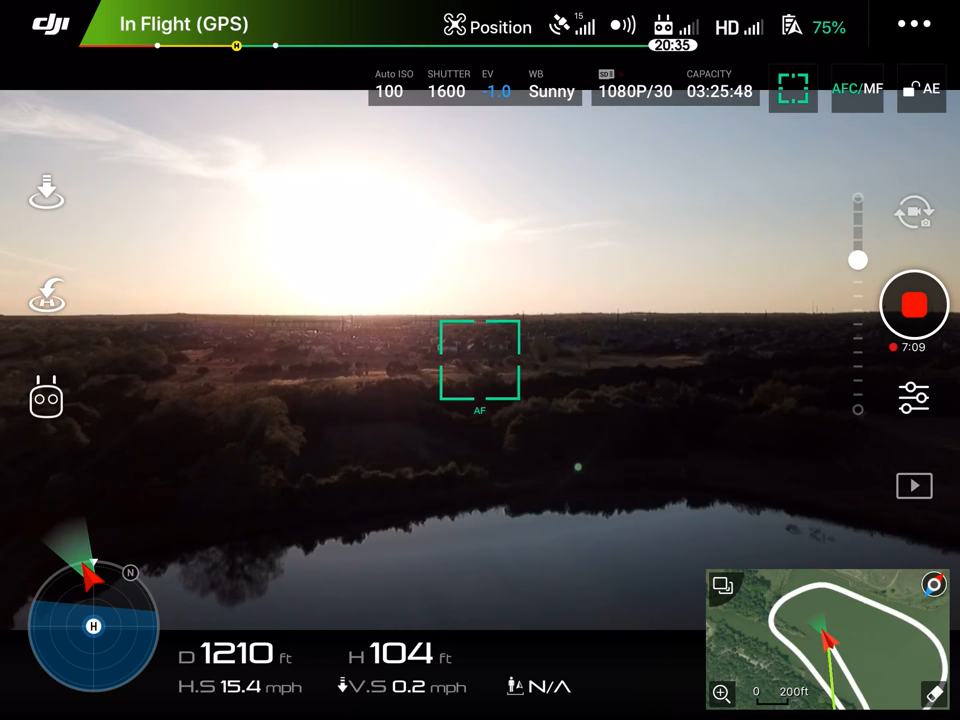 dji In Flight (GPS) Position 15 HD 75%
H 20:35
Auto ISO SHUTTER EV WB SD CAPACITY
100 1600 -1.0 Sunny 1080P/30 03:25:48 AFC/MF AE
7:09
AF
N
H
D 1210 ft H 104 ft
H.S 15.4 mph V.S 0.2 mph N/A
0 200ft